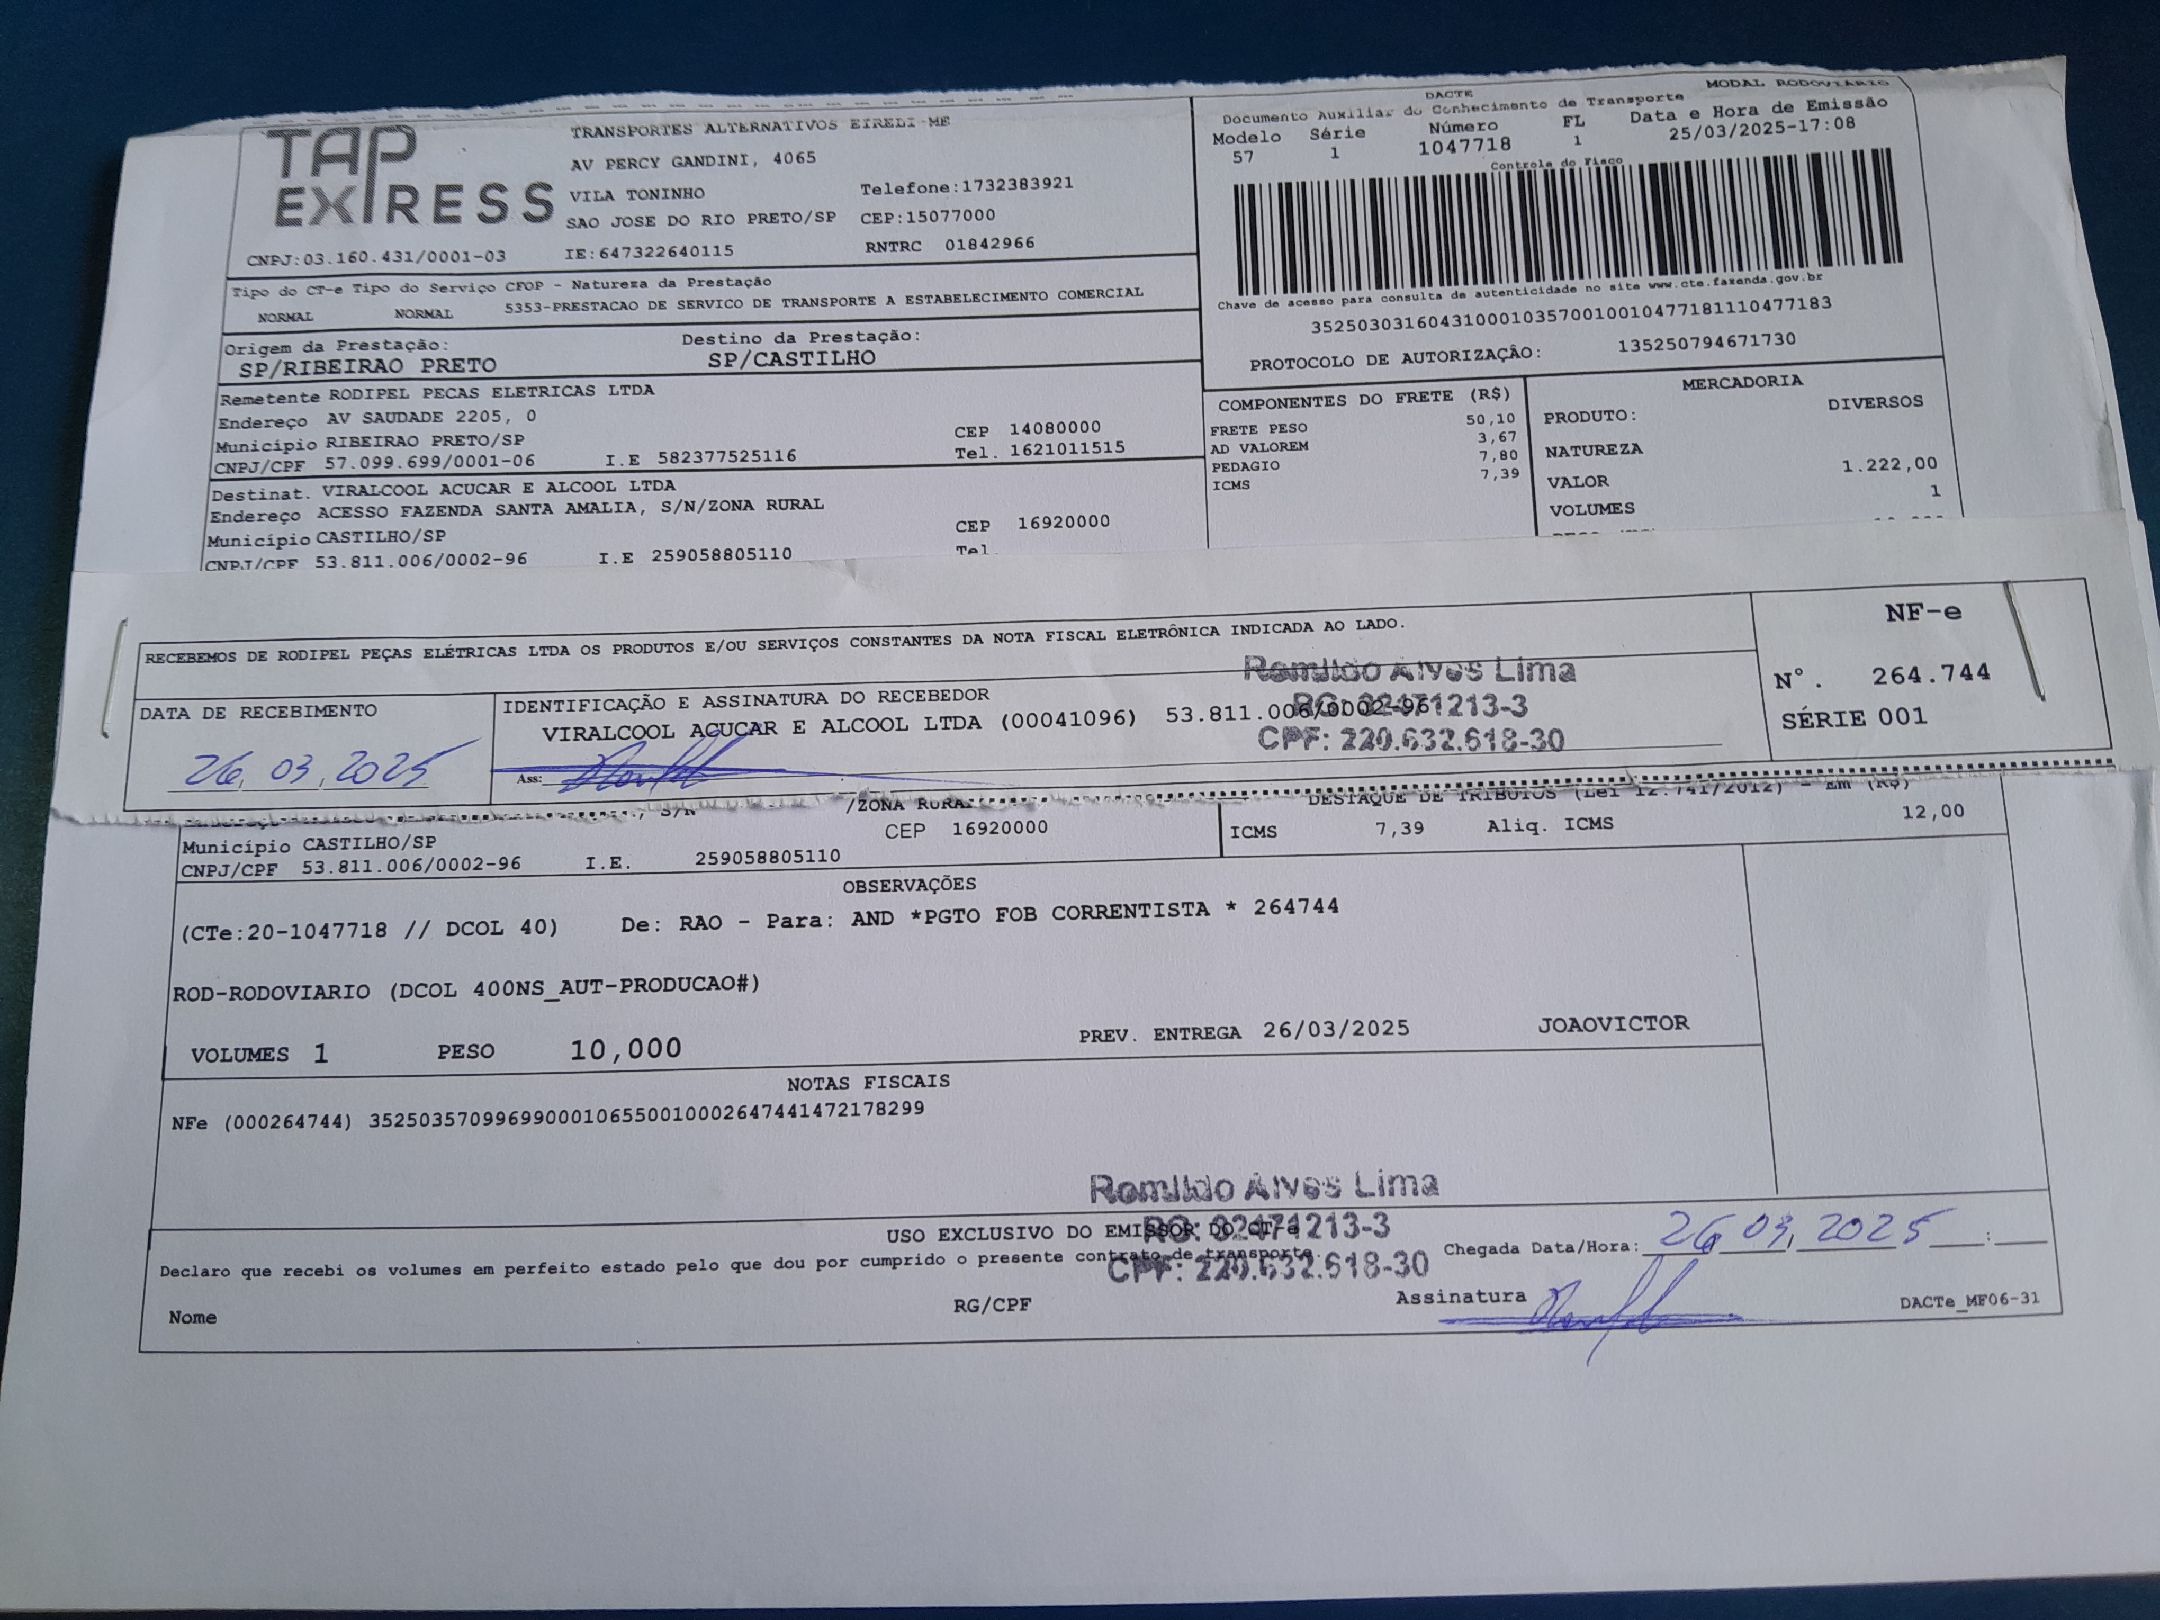 TAP EXPRESS
TRANSPORTES ALTERNATIVOS EIRELI-ME
AV PERCY GANDINI, 4065
VILA TONINHO Telefone:1732383921
SAO JOSE DO RIO PRETO/SP CEP:15077000
CNPJ:03.160.431/0001-03 IE:647322640115 RNTRC 01842966
MODAL RODOVIÁRIO
DACTE
Documento Auxiliar do Conhecimento de Transporte
Modelo Série Número FL Data e Hora de Emissão
57 1 1047718 1 25/03/2025-17:08
Controle do Fisco
Chave de acesso para consulta de autenticidade no site www.cte.fazenda.gov.br
35250303160431000103570010010477181110477183
PROTOCOLO DE AUTORIZAÇÃO: 135250794671730
Tipo do CT-e Tipo do Serviço CFOP - Natureza da Prestação
NORMAL NORMAL 5353-PRESTACAO DE SERVICO DE TRANSPORTE A ESTABELECIMENTO COMERCIAL
Origem da Prestação: Destino da Prestação:
SP/RIBEIRAO PRETO SP/CASTILHO
Remetente RODIPEL PECAS ELETRICAS LTDA
Endereço AV SAUDADE 2205, 0
Município RIBEIRAO PRETO/SP CEP 14080000
CNPJ/CPF 57.099.699/0001-06 I.E 582377525116 Tel. 1621011515
Destinat. VIRALCOOL ACUCAR E ALCOOL LTDA
Endereço ACESSO FAZENDA SANTA AMALIA, S/N/ZONA RURAL
Município CASTILHO/SP CEP 16920000
CNPJ/CPF 53.811.006/0002-96 I.E 259058805110 Tel.
COMPONENTES DO FRETE (R$)
FRETE PESO 50,10
AD VALOREM 3,67
PEDAGIO 7,80
ICMS 7,39
MERCADORIA
PRODUTO: DIVERSOS
NATUREZA
VALOR 1.222,00
VOLUMES 1
RECEBEMOS DE RODIPEL PEÇAS ELÉTRICAS LTDA OS PRODUTOS E/OU SERVIÇOS CONSTANTES DA NOTA FISCAL ELETRÔNICA INDICADA AO LADO.
NF-e
Nº. 264.744
SÉRIE 001
DATA DE RECEBIMENTO
26,03,2025
IDENTIFICAÇÃO E ASSINATURA DO RECEBEDOR
VIRALCOOL ACUCAR E ALCOOL LTDA (00041096) 53.811.006/0002-96
Ass:
Romildo Alves Lima
RG: 32471213-3
CPF: 220.632.618-30
, S/N /ZONA RURAL
DESTAQUE DE TRIBUTOS (Lei 12.741/2012) - Em (R$)
Município CASTILHO/SP CEP 16920000
CNPJ/CPF 53.811.006/0002-96 I.E. 259058805110
ICMS 7,39 Aliq. ICMS 12,00
OBSERVAÇÕES
(CTe:20-1047718 // DCOL 40) De: RAO - Para: AND *PGTO FOB CORRENTISTA * 264744
ROD-RODOVIARIO (DCOL 400NS_AUT-PRODUCAO#)
VOLUMES 1 PESO 10,000 PREV. ENTREGA 26/03/2025 JOAOVICTOR
NOTAS FISCAIS
NFe (000264744) 35250357099699000106550010002647441472178299
Romildo Alves Lima
RG: 32471213-3
CPF: 220.632.618-30
USO EXCLUSIVO DO EMISSOR DO CT-e
Declaro que recebi os volumes em perfeito estado pelo que dou por cumprido o presente contrato de transporte.
Chegada Data/Hora: 26 03, 2025 :
Nome RG/CPF Assinatura
DACTe_MF06-31